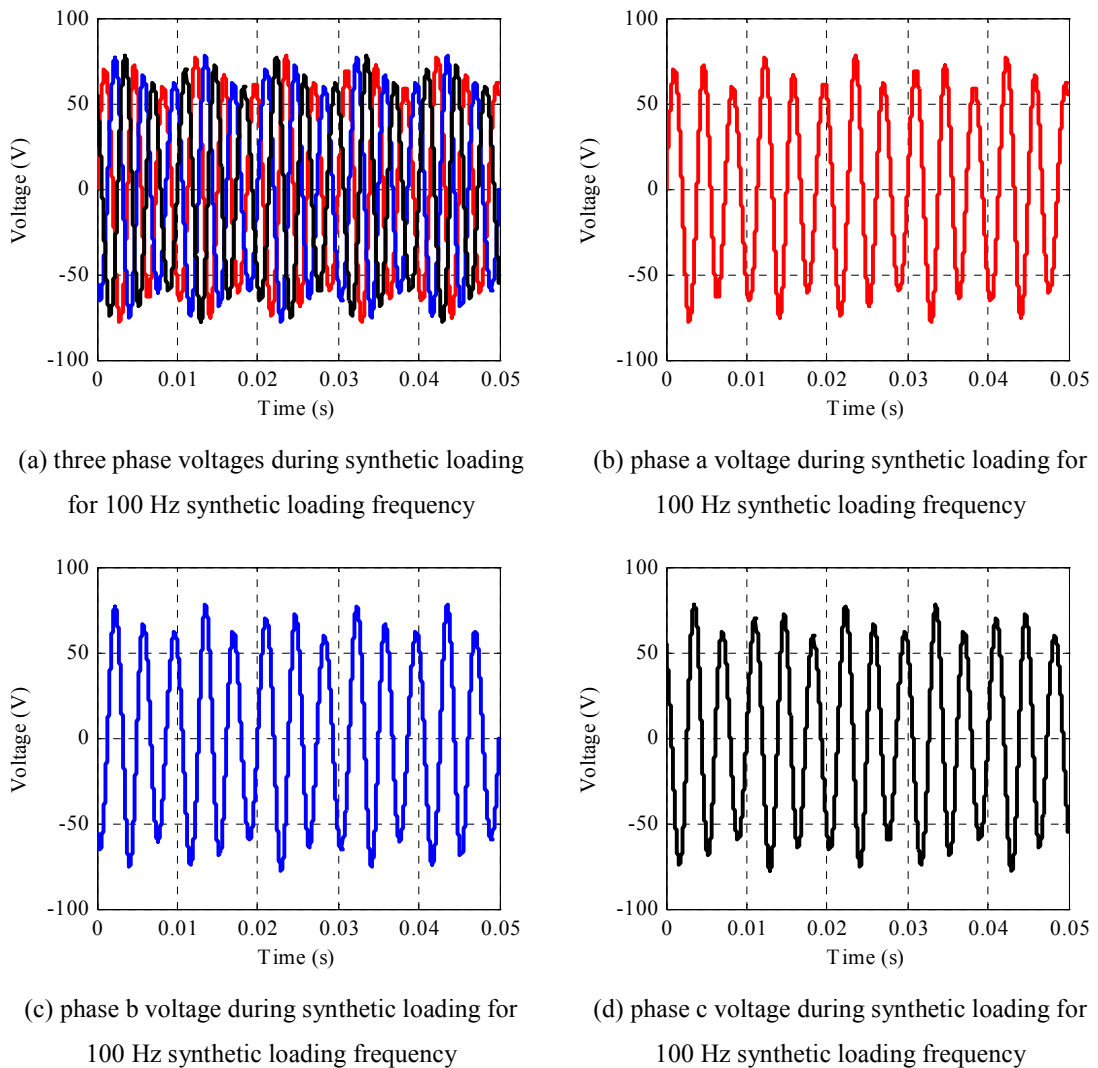 100
50
0
-50
-100
Voltage (V)
0
0.01
0.02
0.03
0.04
0.05
Time (s)
(a) three phase voltages during synthetic loading
for 100 Hz synthetic loading frequency
100
50
0
-50
-100
Voltage (V)
0
0.01
0.02
0.03
0.04
0.05
Time (s)
(b) phase a voltage during synthetic loading for
100 Hz synthetic loading frequency
100
50
0
-50
-100
Voltage (V)
0
0.01
0.02
0.03
0.04
0.05
Time (s)
(c) phase b voltage during synthetic loading for
100 Hz synthetic loading frequency
100
50
0
-50
-100
Voltage (V)
0
0.01
0.02
0.03
0.04
0.05
Time (s)
(d) phase c voltage during synthetic loading for
100 Hz synthetic loading frequency